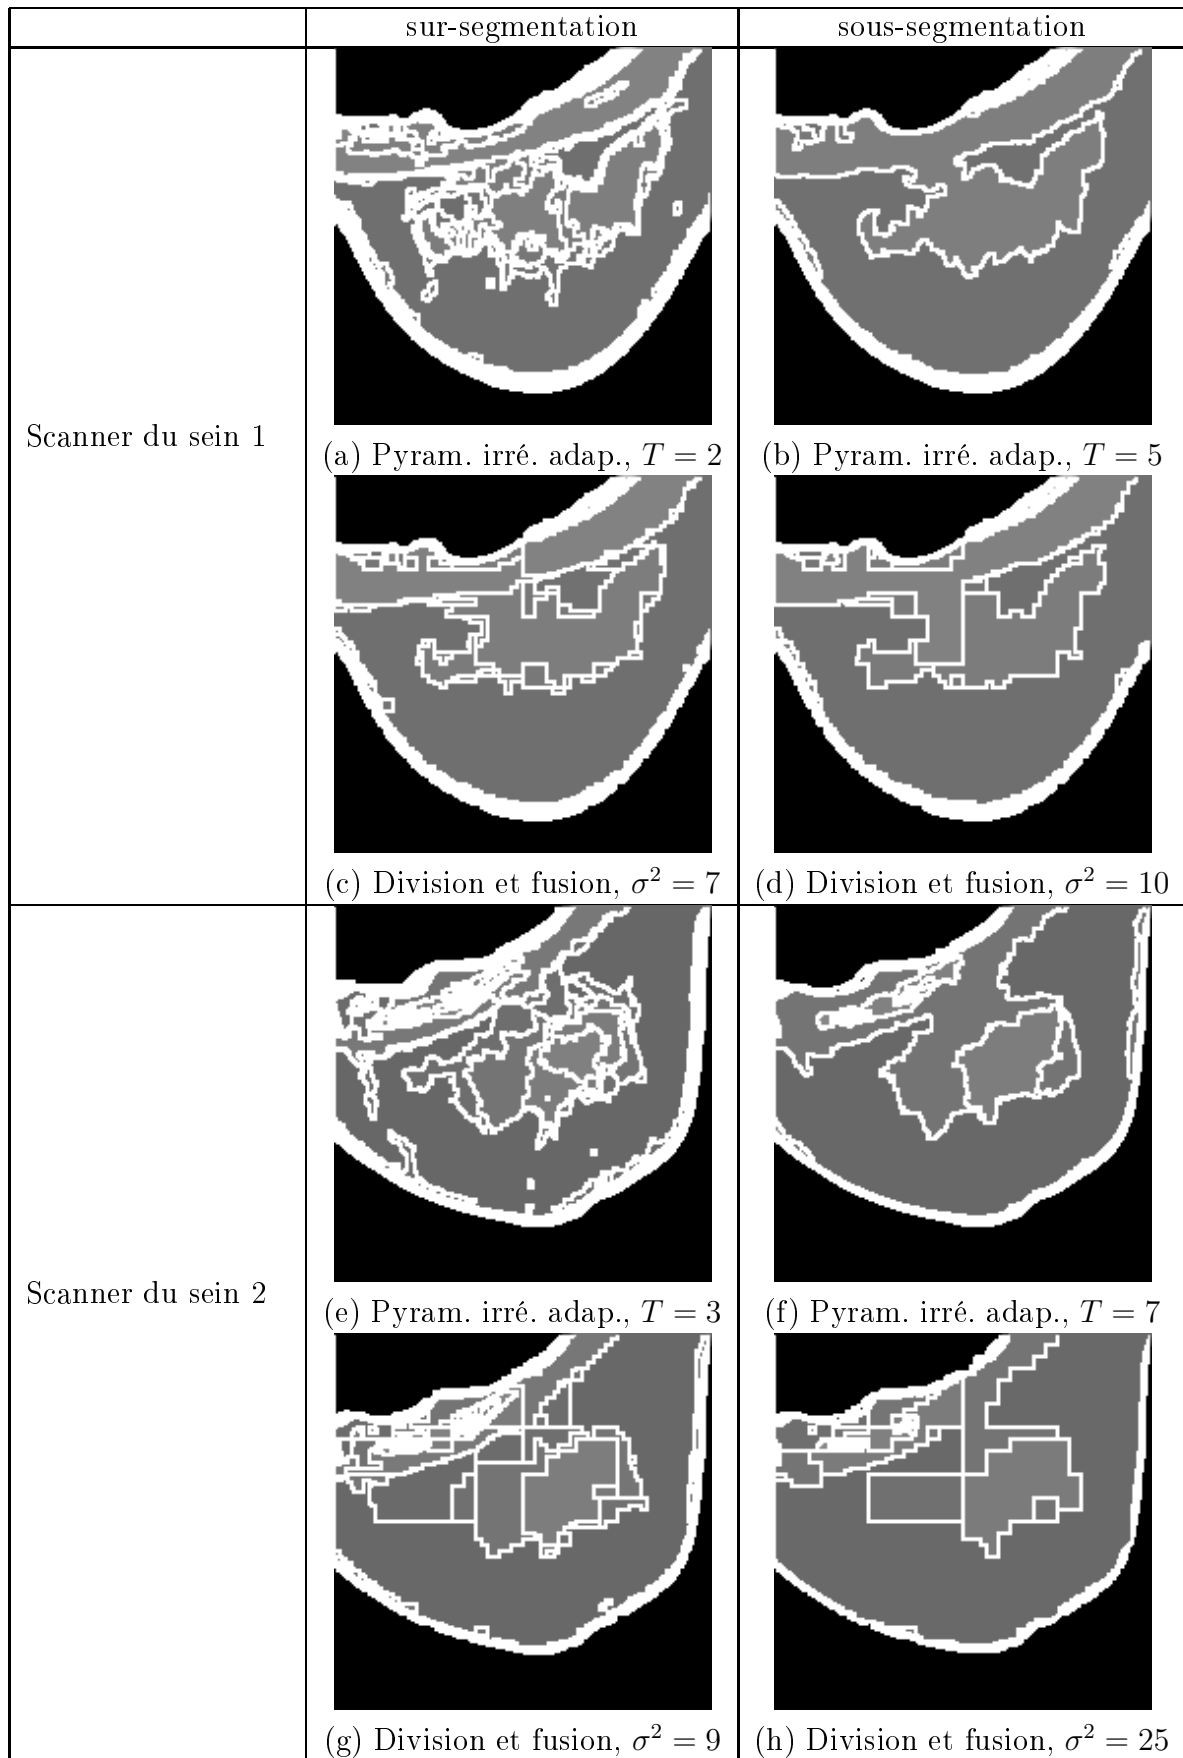 sur-segmentation
sous-segmentation
Scanner du sein 1
(a) Pyram. irré. adap., T = 2
(b) Pyram. irré. adap., T = 5
(c) Division et fusion, σ² = 7
(d) Division et fusion, σ² = 10
Scanner du sein 2
(e) Pyram. irré. adap., T = 3
(f) Pyram. irré. adap., T = 7
(g) Division et fusion, σ² = 9
(h) Division et fusion, σ² = 25